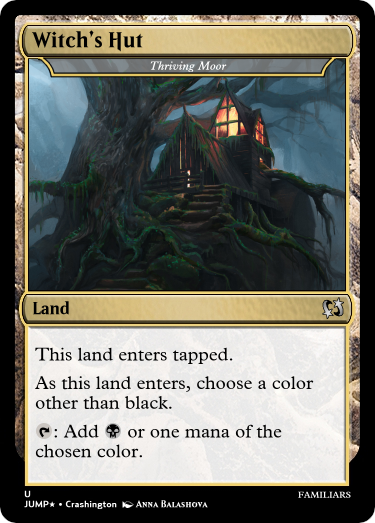 Witch's Hut
Thriving Moor
Land
This land enters tapped.
As this land enters, choose a color
other than black.
: Add or one mana of the
chosen color.
U
JUMP★ • Crashington Anna Balashova
FAMILIARS